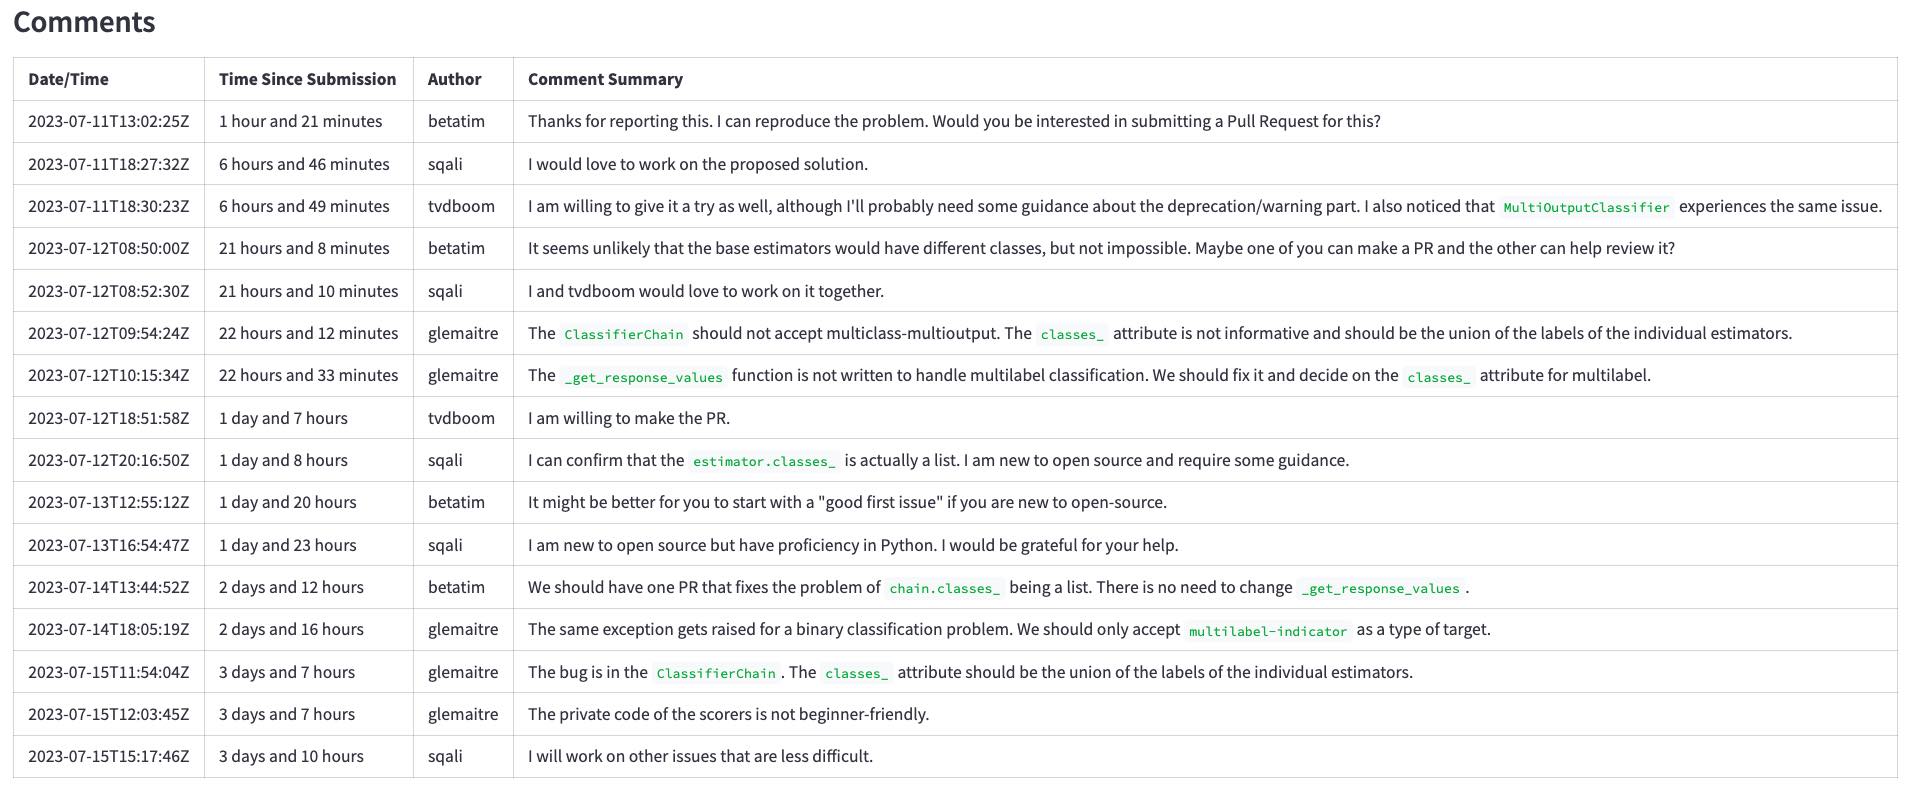 Comments
Date/Time Time Since Submission Author Comment Summary
2023-07-11T13:02:25Z 1 hour and 21 minutes betatim Thanks for reporting this. I can reproduce the problem. Would you be interested in submitting a Pull Request for this?
2023-07-11T18:27:32Z 6 hours and 46 minutes sqali I would love to work on the proposed solution.
2023-07-11T18:30:23Z 6 hours and 49 minutes tvdboom I am willing to give it a try as well, although I'll probably need some guidance about the deprecation/warning part. I also noticed that MultiOutputClassifier experiences the same issue.
2023-07-12T08:50:00Z 21 hours and 8 minutes betatim It seems unlikely that the base estimators would have different classes, but not impossible. Maybe one of you can make a PR and the other can help review it?
2023-07-12T08:52:30Z 21 hours and 10 minutes sqali I and tvdboom would love to work on it together.
2023-07-12T09:54:24Z 22 hours and 12 minutes glemaitre The ClassifierChain should not accept multiclass-multioutput. The classes_ attribute is not informative and should be the union of the labels of the individual estimators.
2023-07-12T10:15:34Z 22 hours and 33 minutes glemaitre The _get_response_values function is not written to handle multilabel classification. We should fix it and decide on the classes_ attribute for multilabel.
2023-07-12T18:51:58Z 1 day and 7 hours tvdboom I am willing to make the PR.
2023-07-12T20:16:50Z 1 day and 8 hours sqali I can confirm that the estimator.classes_ is actually a list. I am new to open source and require some guidance.
2023-07-13T12:55:12Z 1 day and 20 hours betatim It might be better for you to start with a "good first issue" if you are new to open-source.
2023-07-13T16:54:47Z 1 day and 23 hours sqali I am new to open source but have proficiency in Python. I would be grateful for your help.
2023-07-14T13:44:52Z 2 days and 12 hours betatim We should have one PR that fixes the problem of chain.classes_ being a list. There is no need to change _get_response_values .
2023-07-14T18:05:19Z 2 days and 16 hours glemaitre The same exception gets raised for a binary classification problem. We should only accept multilabel-indicator as a type of target.
2023-07-15T11:54:04Z 3 days and 7 hours glemaitre The bug is in the ClassifierChain . The classes_ attribute should be the union of the labels of the individual estimators.
2023-07-15T12:03:45Z 3 days and 7 hours glemaitre The private code of the scorers is not beginner-friendly.
2023-07-15T15:17:46Z 3 days and 10 hours sqali I will work on other issues that are less difficult.